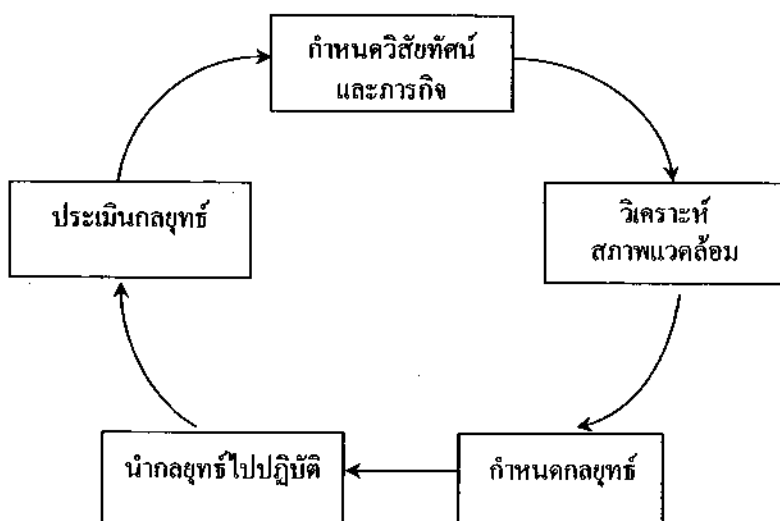 กำหนดวิสัยทัศน์
และภารกิจ
วิเคราะห์
สภาพแวดล้อม
กำหนดกลยุทธ์
นำกลยุทธ์ไปปฏิบัติ
ประเมินกลยุทธ์